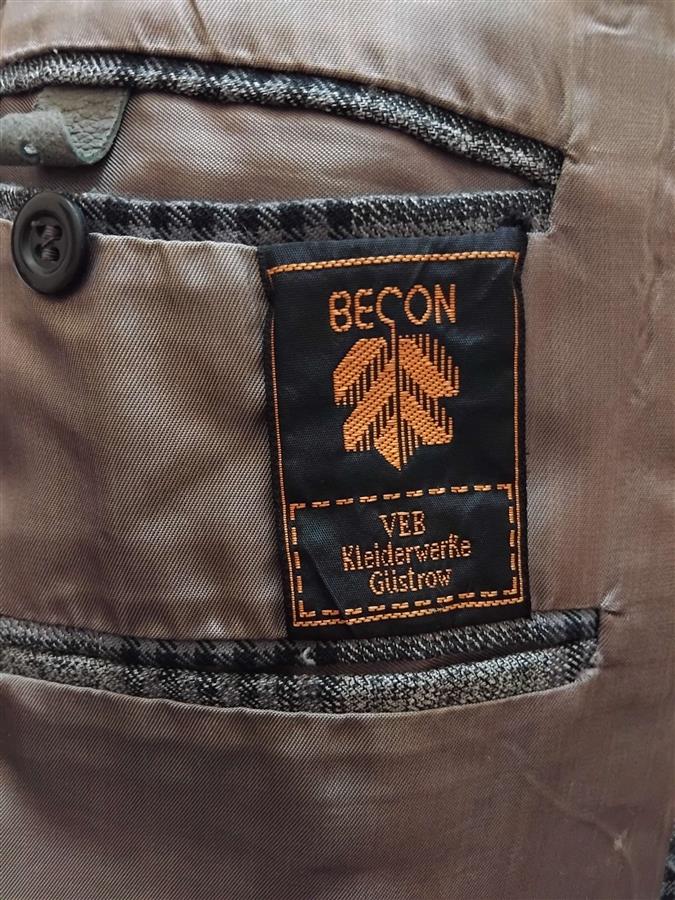 BECON
VEB
Kleiderwerke
Güstrow